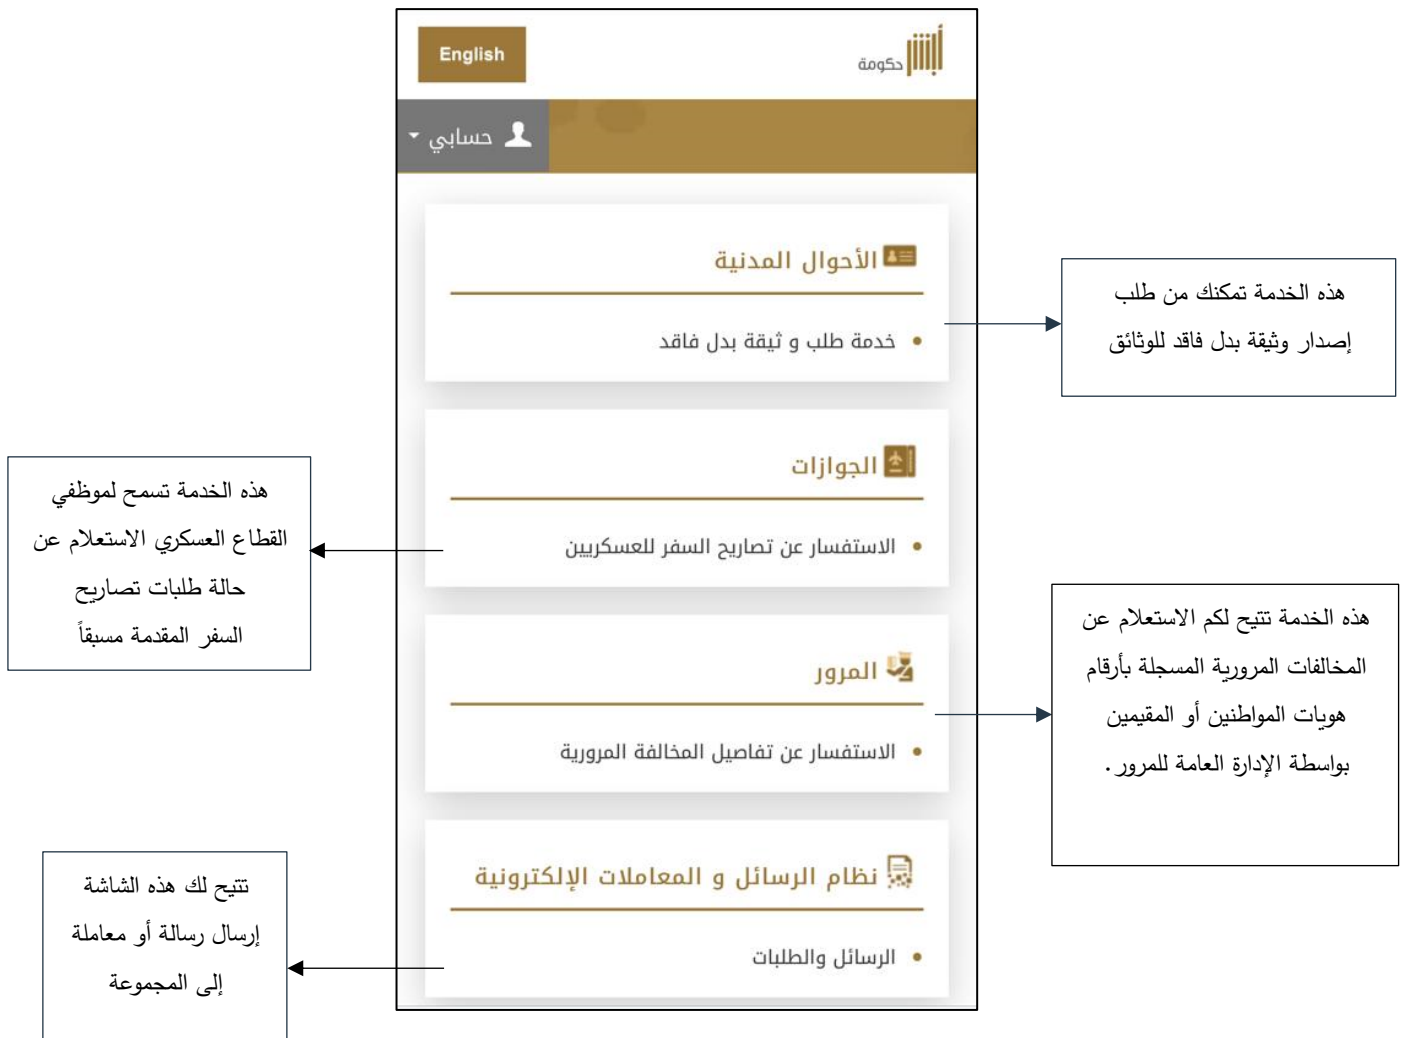 English
أبشر
حكومة
حسابي
الأحوال المدنية
خدمة طلب و ثيقة بدل فاقد
هذه الخدمة تمكنك من طلب
إصدار وثيقة بدل فاقد للوثائق
الجوازات
الاستفسار عن تصاريح السفر للعسكريين
هذه الخدمة تسمح لموظفي
القطاع العسكري الاستعلام عن
حالة طلبات تصاريح
السفر المقدمة مسبقاً
المرور
الاستفسار عن تفاصيل المخالفة المرورية
هذه الخدمة تتيح لكم الاستعلام عن
المخالفات المرورية المسجلة بأرقام
هويات المواطنين أو المقيمين
بواسطة الإدارة العامة للمرور.
نظام الرسائل و المعاملات الإلكترونية
الرسائل والطلبات
تتيح لك هذه الشاشة
إرسال رسالة أو معاملة
إلى المجموعة